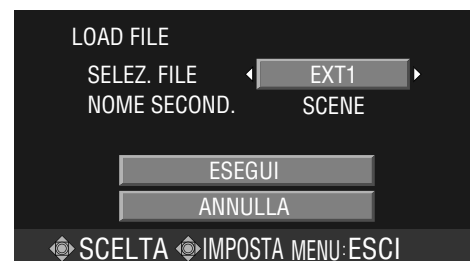 LOAD FILE
SELEZ. FILE EXT1
NOME SECOND. SCENE
ESEGUI
ANNULLA
SCELTA IMPOSTA MENU:ESCI